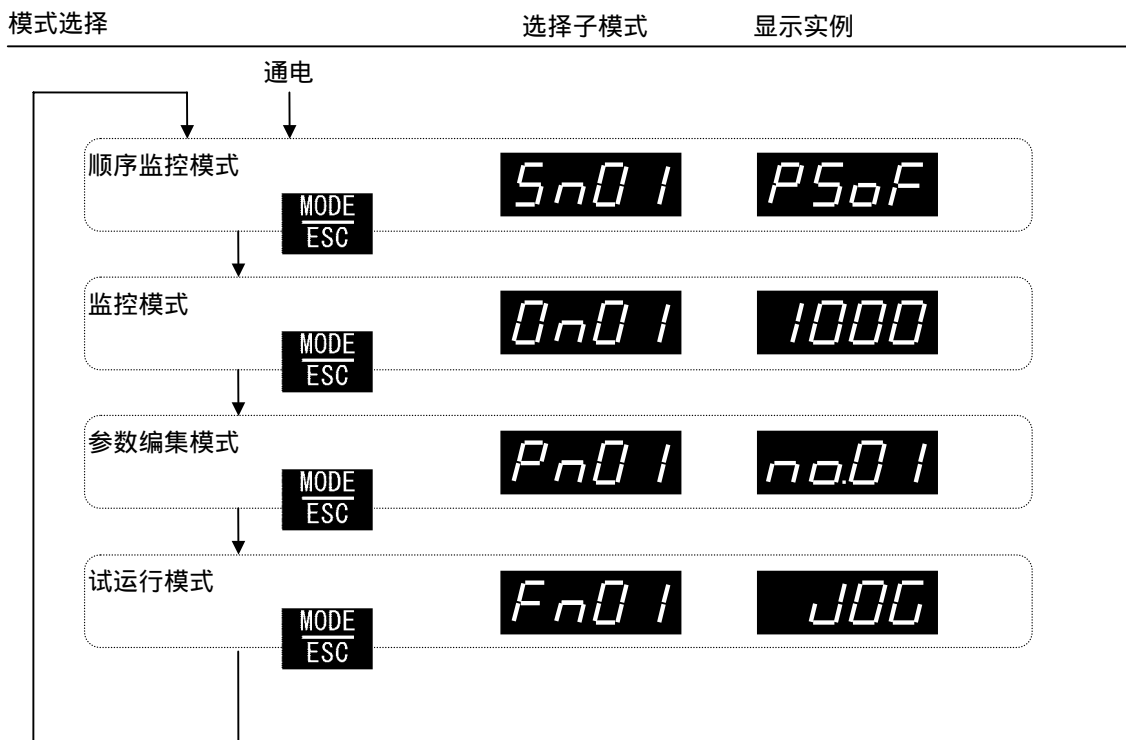 模式选择 选择子模式 显示实例
通电
顺序监控模式
MODE
ESC
Sn01 PSoF
监控模式
MODE
ESC
On01 1000
参数编集模式
MODE
ESC
Pn01 no.01
试运行模式
MODE
ESC
Fn01 JOG